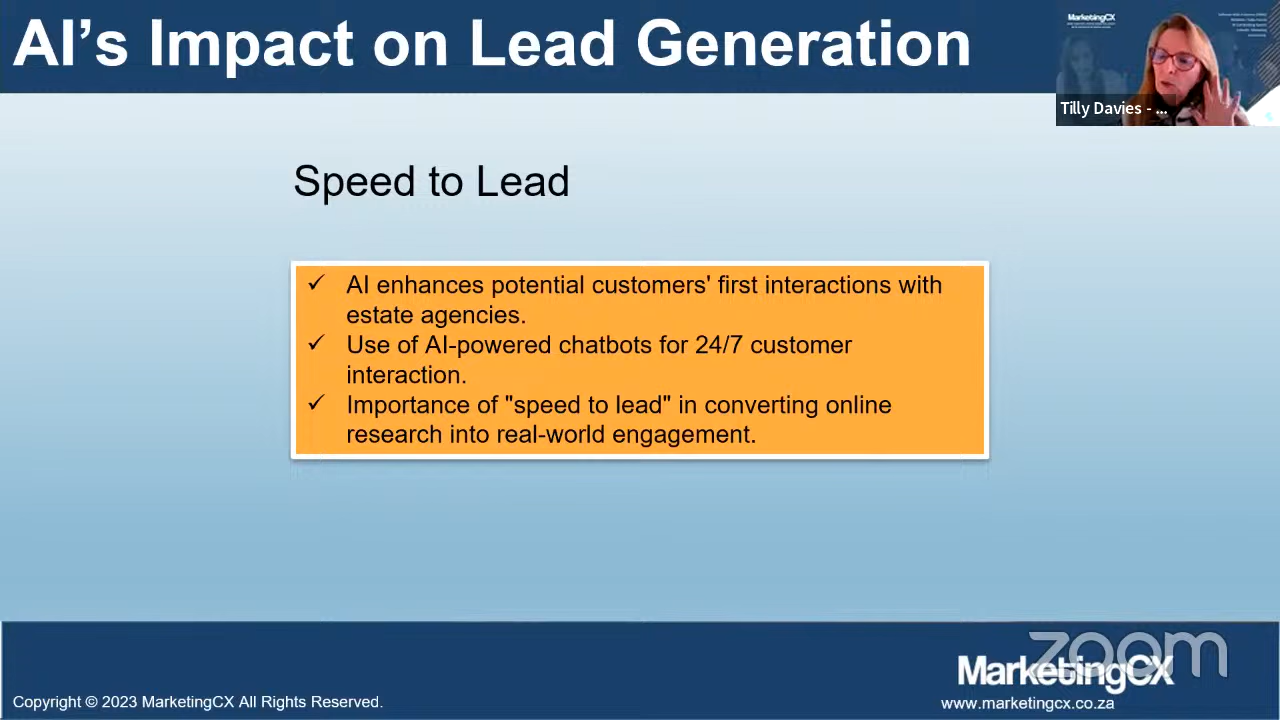 AI’s Impact on Lead Generation
MarketingCX
Tilly Davies - ...
Speed to Lead
✓ AI enhances potential customers' first interactions with
estate agencies.
✓ Use of AI-powered chatbots for 24/7 customer
interaction.
✓ Importance of "speed to lead" in converting online
research into real-world engagement.
zoom
MarketingCX
Copyright © 2023 MarketingCX All Rights Reserved.
www.marketingcx.co.za